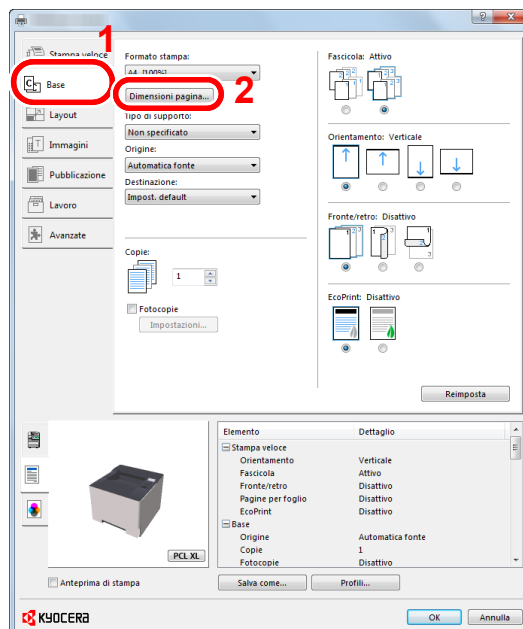 1
Stampa veloce
Base
Layout
Immagini
Pubblicazione
Lavoro
Avanzate
Formato stampa:
A4 [100%]
Dimensioni pagina...
2
Tipo di supporto:
Non specificato
Origine:
Automatica fonte
Destinazione:
Impost. default
Copie:
1
Fotocopie
Impostazioni...
Fascicola: Attivo
Orientamento: Verticale
Fronte/retro: Disattivo
EcoPrint: Disattivo
Reimposta
PCL XL
Anteprima di stampa
Elemento Dettaglio
Stampa veloce
Orientamento Verticale
Fascicola Attivo
Fronte/retro Disattivo
Pagine per foglio Disattivo
EcoPrint Disattivo
Base
Origine Automatica fonte
Copie 1
Fotocopie Disattivo
Salva come... Profili...
KYOCERA
OK Annulla